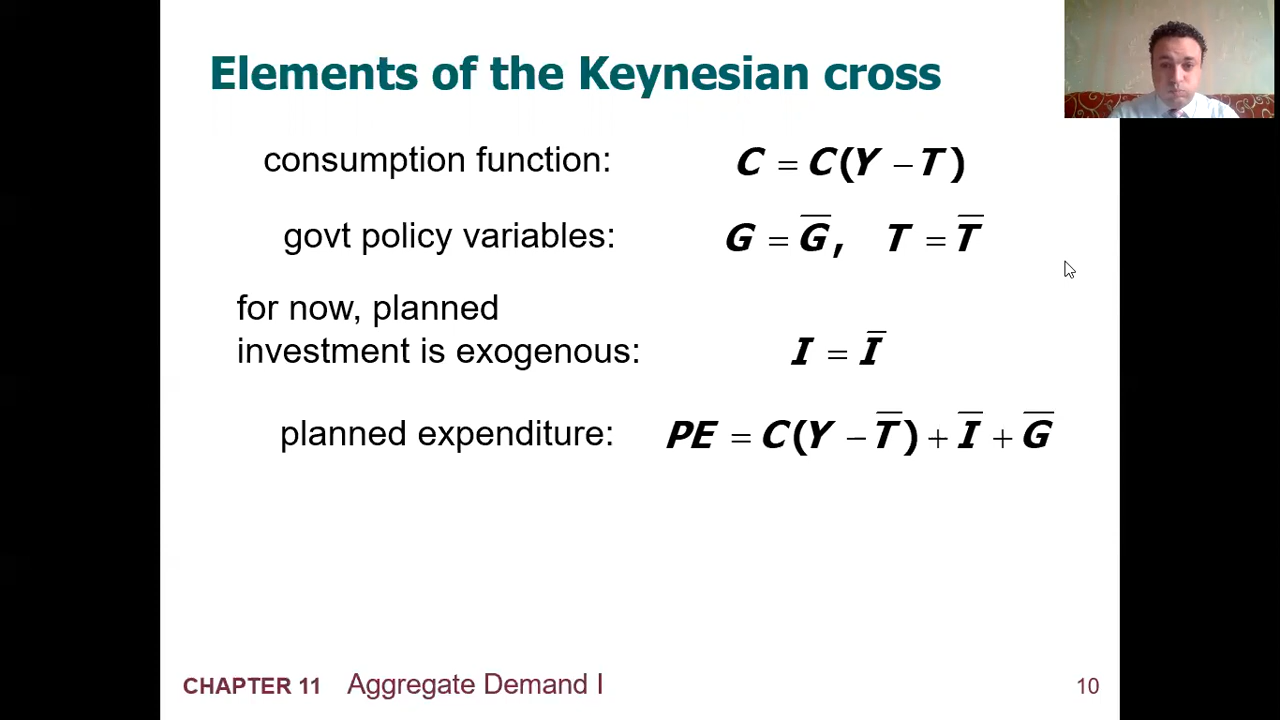 Elements of the Keynesian cross
consumption function: C = C(Y − T)
govt policy variables: G = G̅, T = T̅
for now, planned
investment is exogenous: I = I̅
planned expenditure: PE = C(Y − T̅) + I̅ + G̅
CHAPTER 11 Aggregate Demand I 10